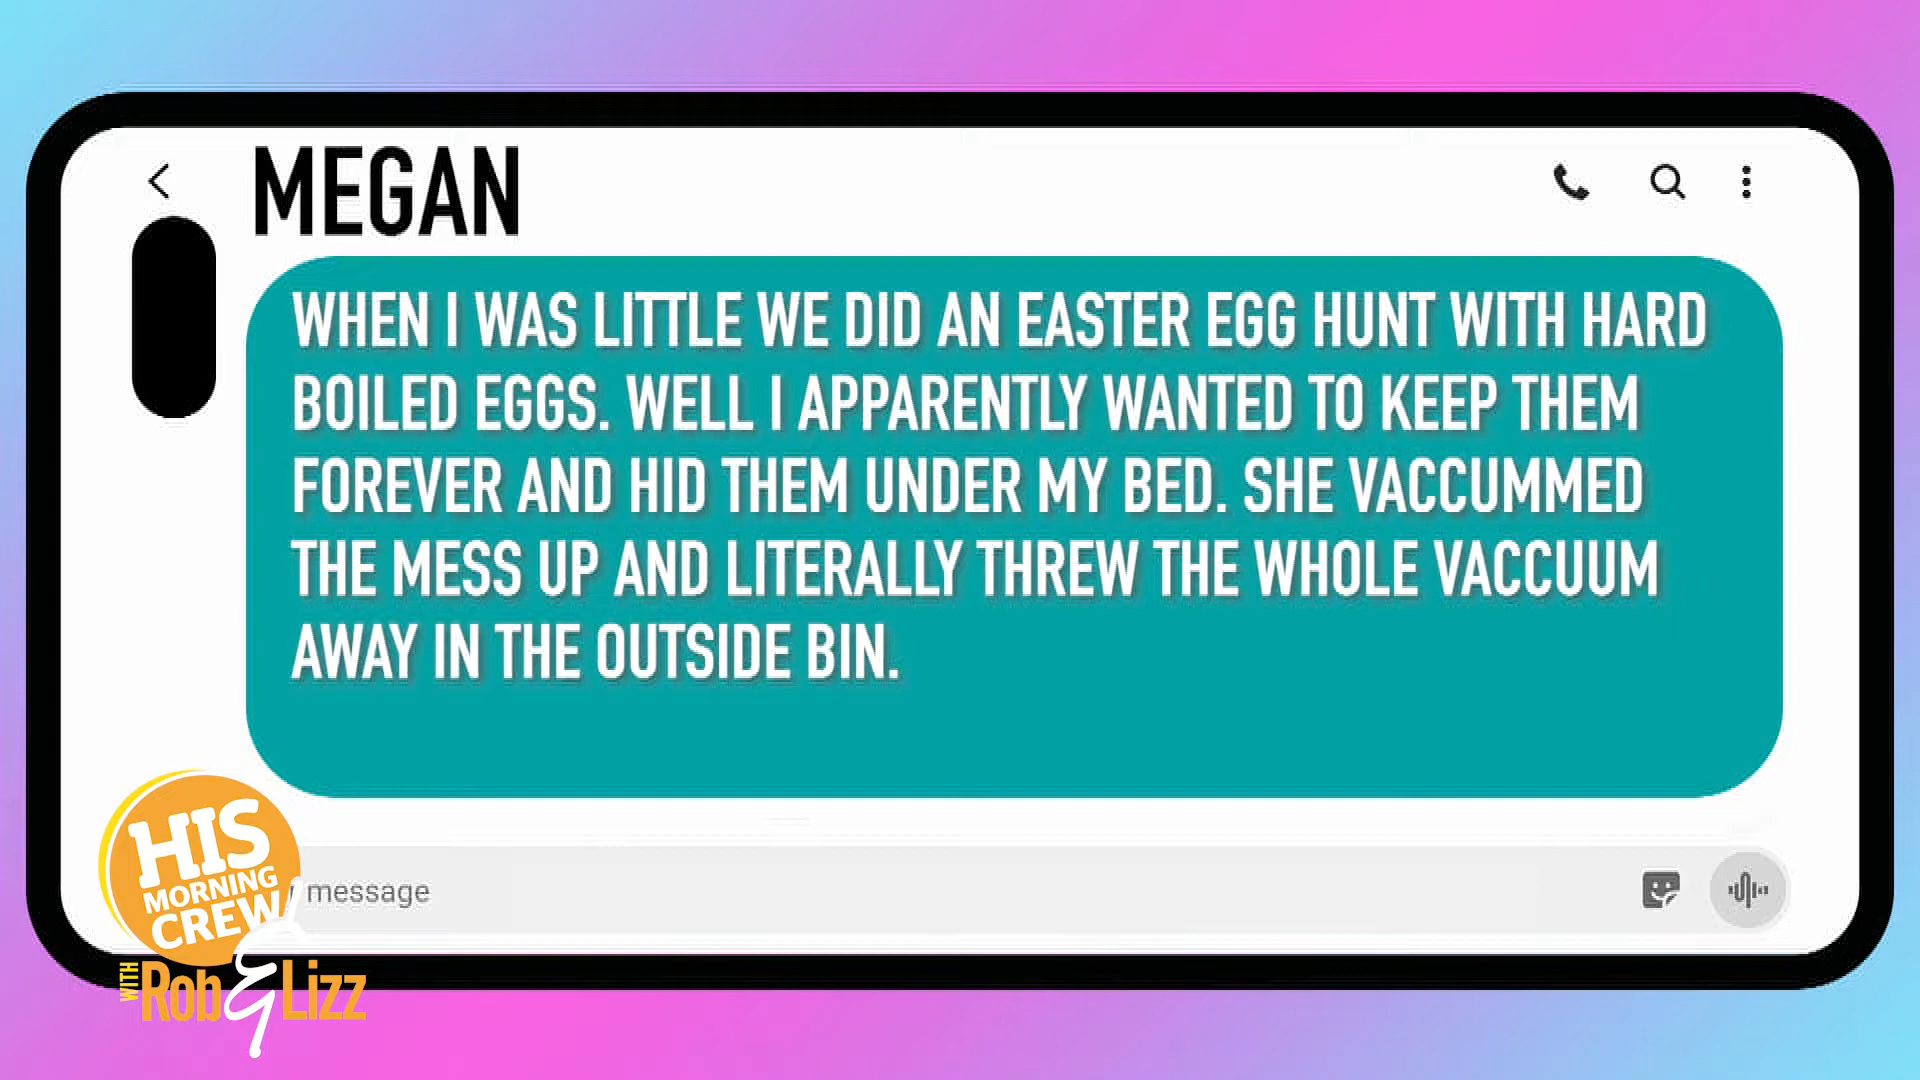 MEGAN
WHEN I WAS LITTLE WE DID AN EASTER EGG HUNT WITH HARD
BOILED EGGS. WELL I APPARENTLY WANTED TO KEEP THEM
FOREVER AND HID THEM UNDER MY BED. SHE VACCUMMED
THE MESS UP AND LITERALLY THREW THE WHOLE VACCUUM
AWAY IN THE OUTSIDE BIN.
message
HIS
MORNING
CREW
WITH Rob & Lizz